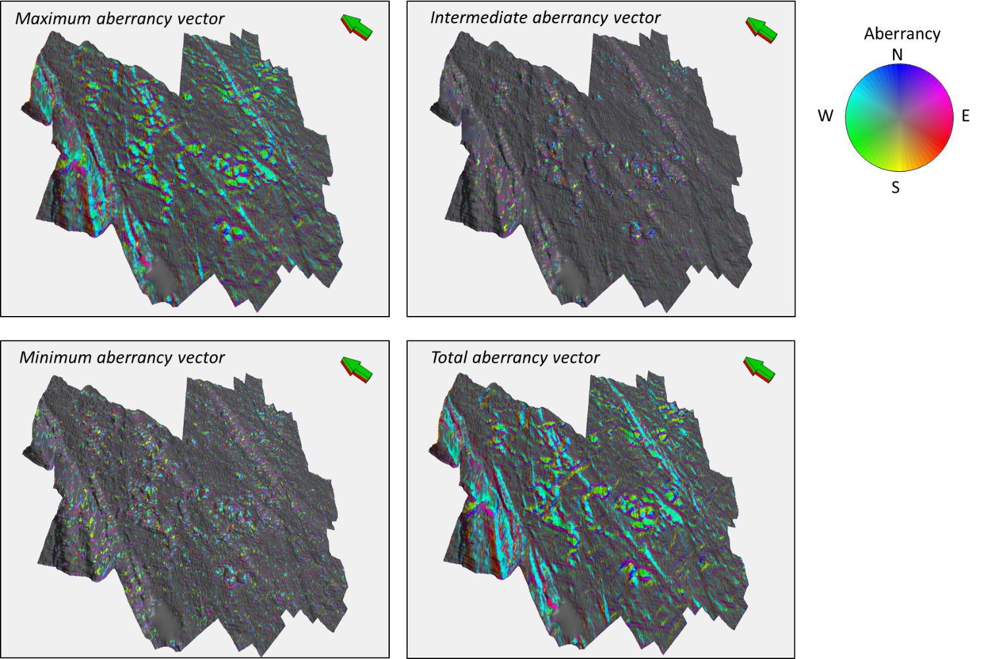 Maximum aberrancy vector
Intermediate aberrancy vector
Aberrancy
N
W
E
S
Minimum aberrancy vector
Total aberrancy vector